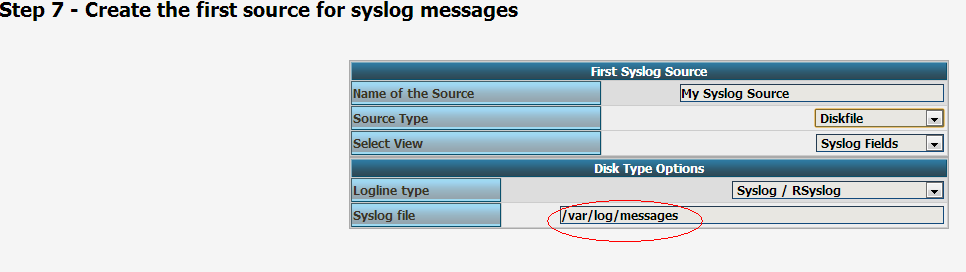 Step 7 - Create the first source for syslog messages
First Syslog Source
Name of the Source My Syslog Source
Source Type Diskfile
Select View Syslog Fields
Disk Type Options
Logline type Syslog / RSyslog
Syslog file /var/log/messages